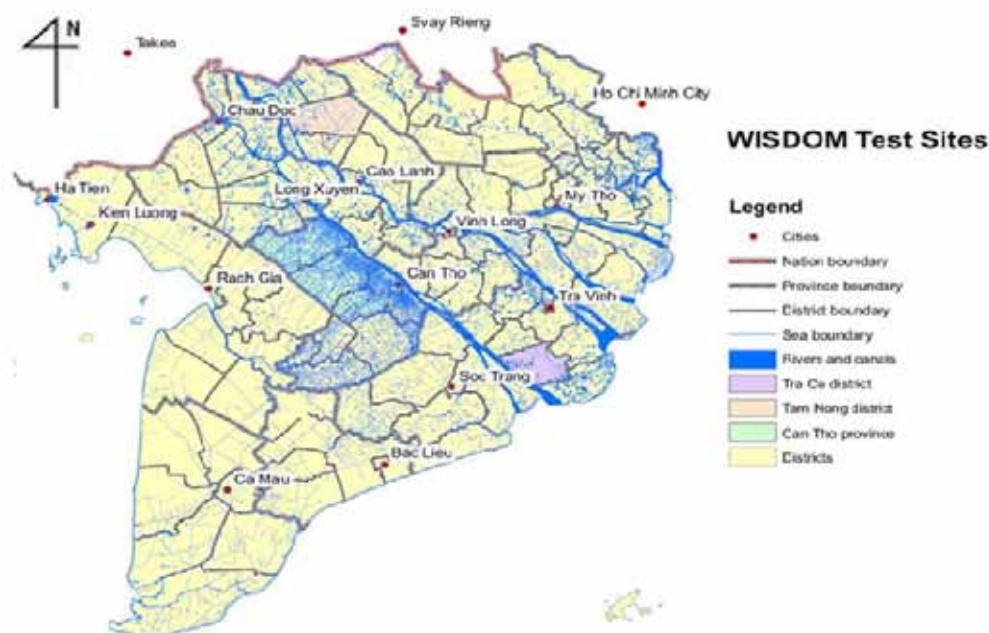 N
Svay Rieng
Takeo
Ho Chi Minh City
Chau Doc
Cao Lanh
Ha Tien
Long Xuyen
My Tho
Kien Luong
Vinh Long
Rach Gia
Can Tho
Tra Vinh
Soc Trang
Bac Lieu
Ca Mau
WISDOM Test Sites
Legend
Cities
Nation boundary
Province boundary
District boundary
Sea boundary
Rivers and canals
Tra Cu district
Tam Nong district
Can Tho province
Districts